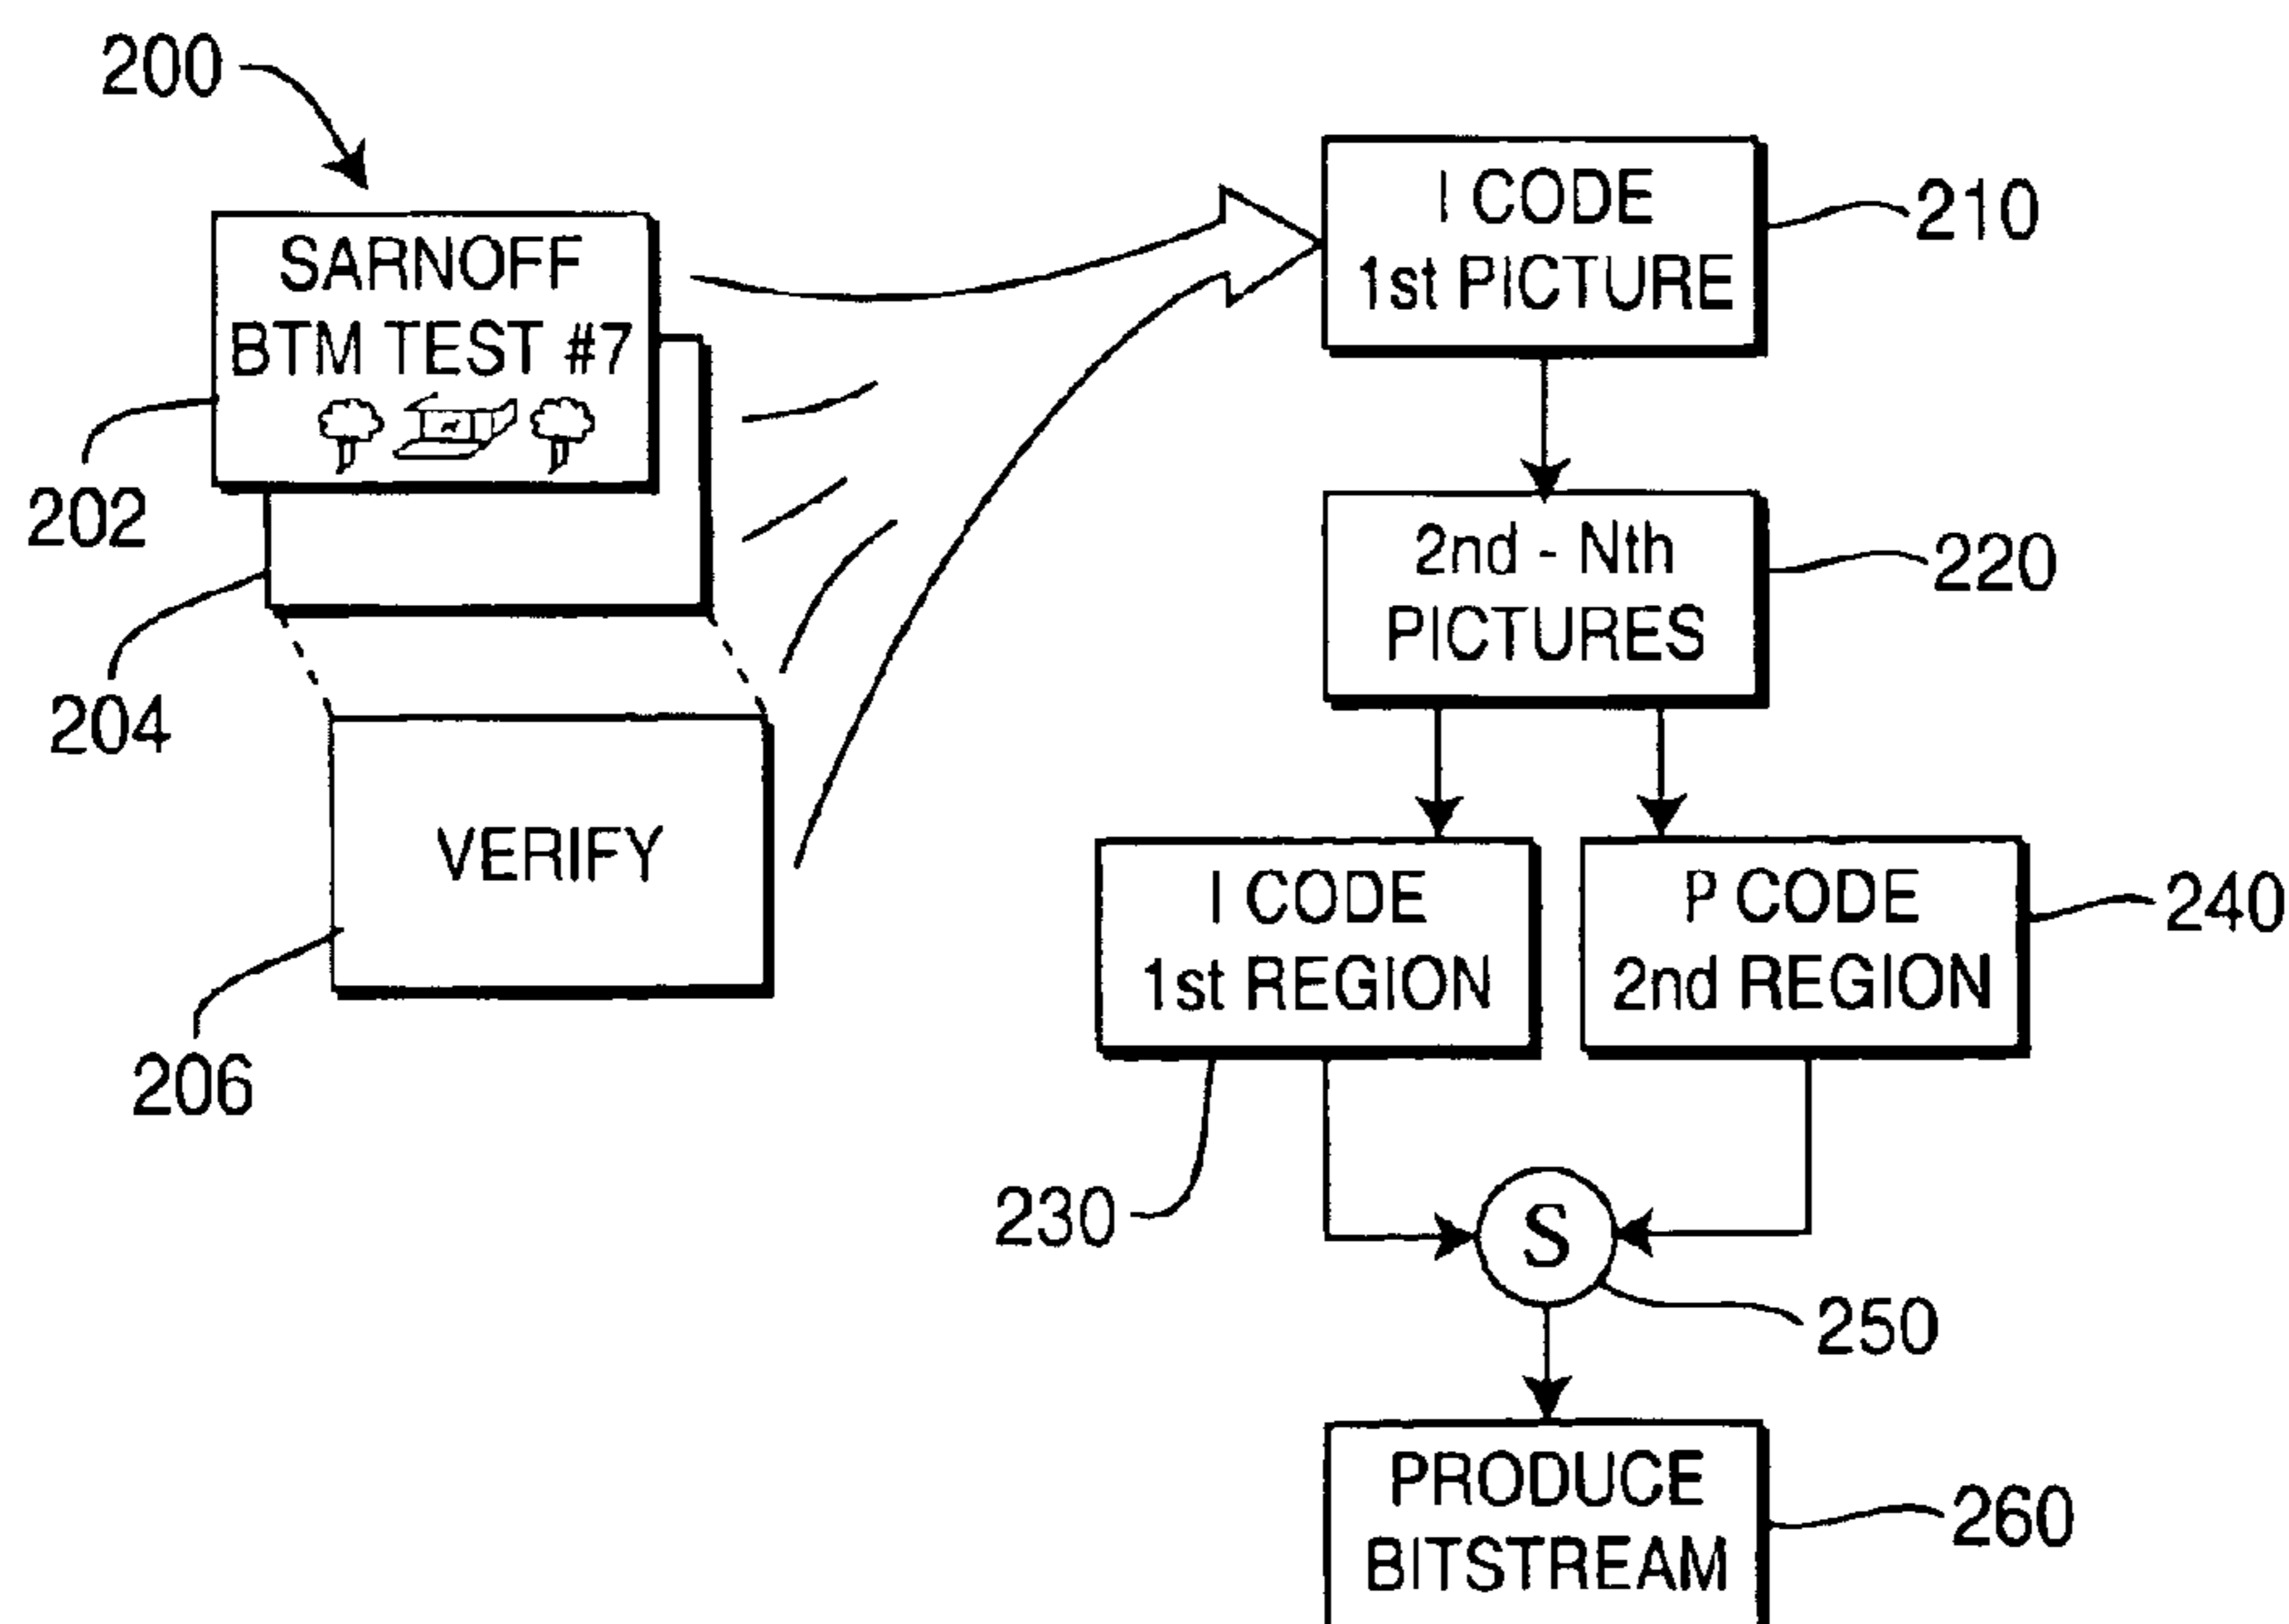 200
SARNOFF
BTM TEST #7
202
204
VERIFY
206
I CODE
1st PICTURE
210
2nd - Nth
PICTURES
220
I CODE
1st REGION
230
P CODE
2nd REGION
240
S
250
PRODUCE
BITSTREAM
260